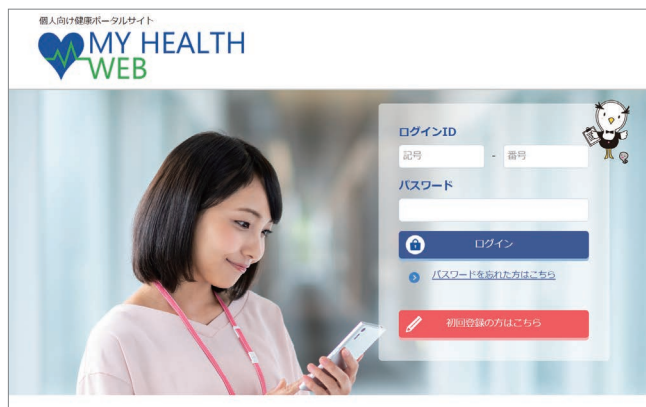 個人向け健康ポータルサイト
MY HEALTH
WEB
ログインID
記号 - 番号
パスワード
ログイン
パスワードを忘れた方はこちら
初回登録の方はこちら